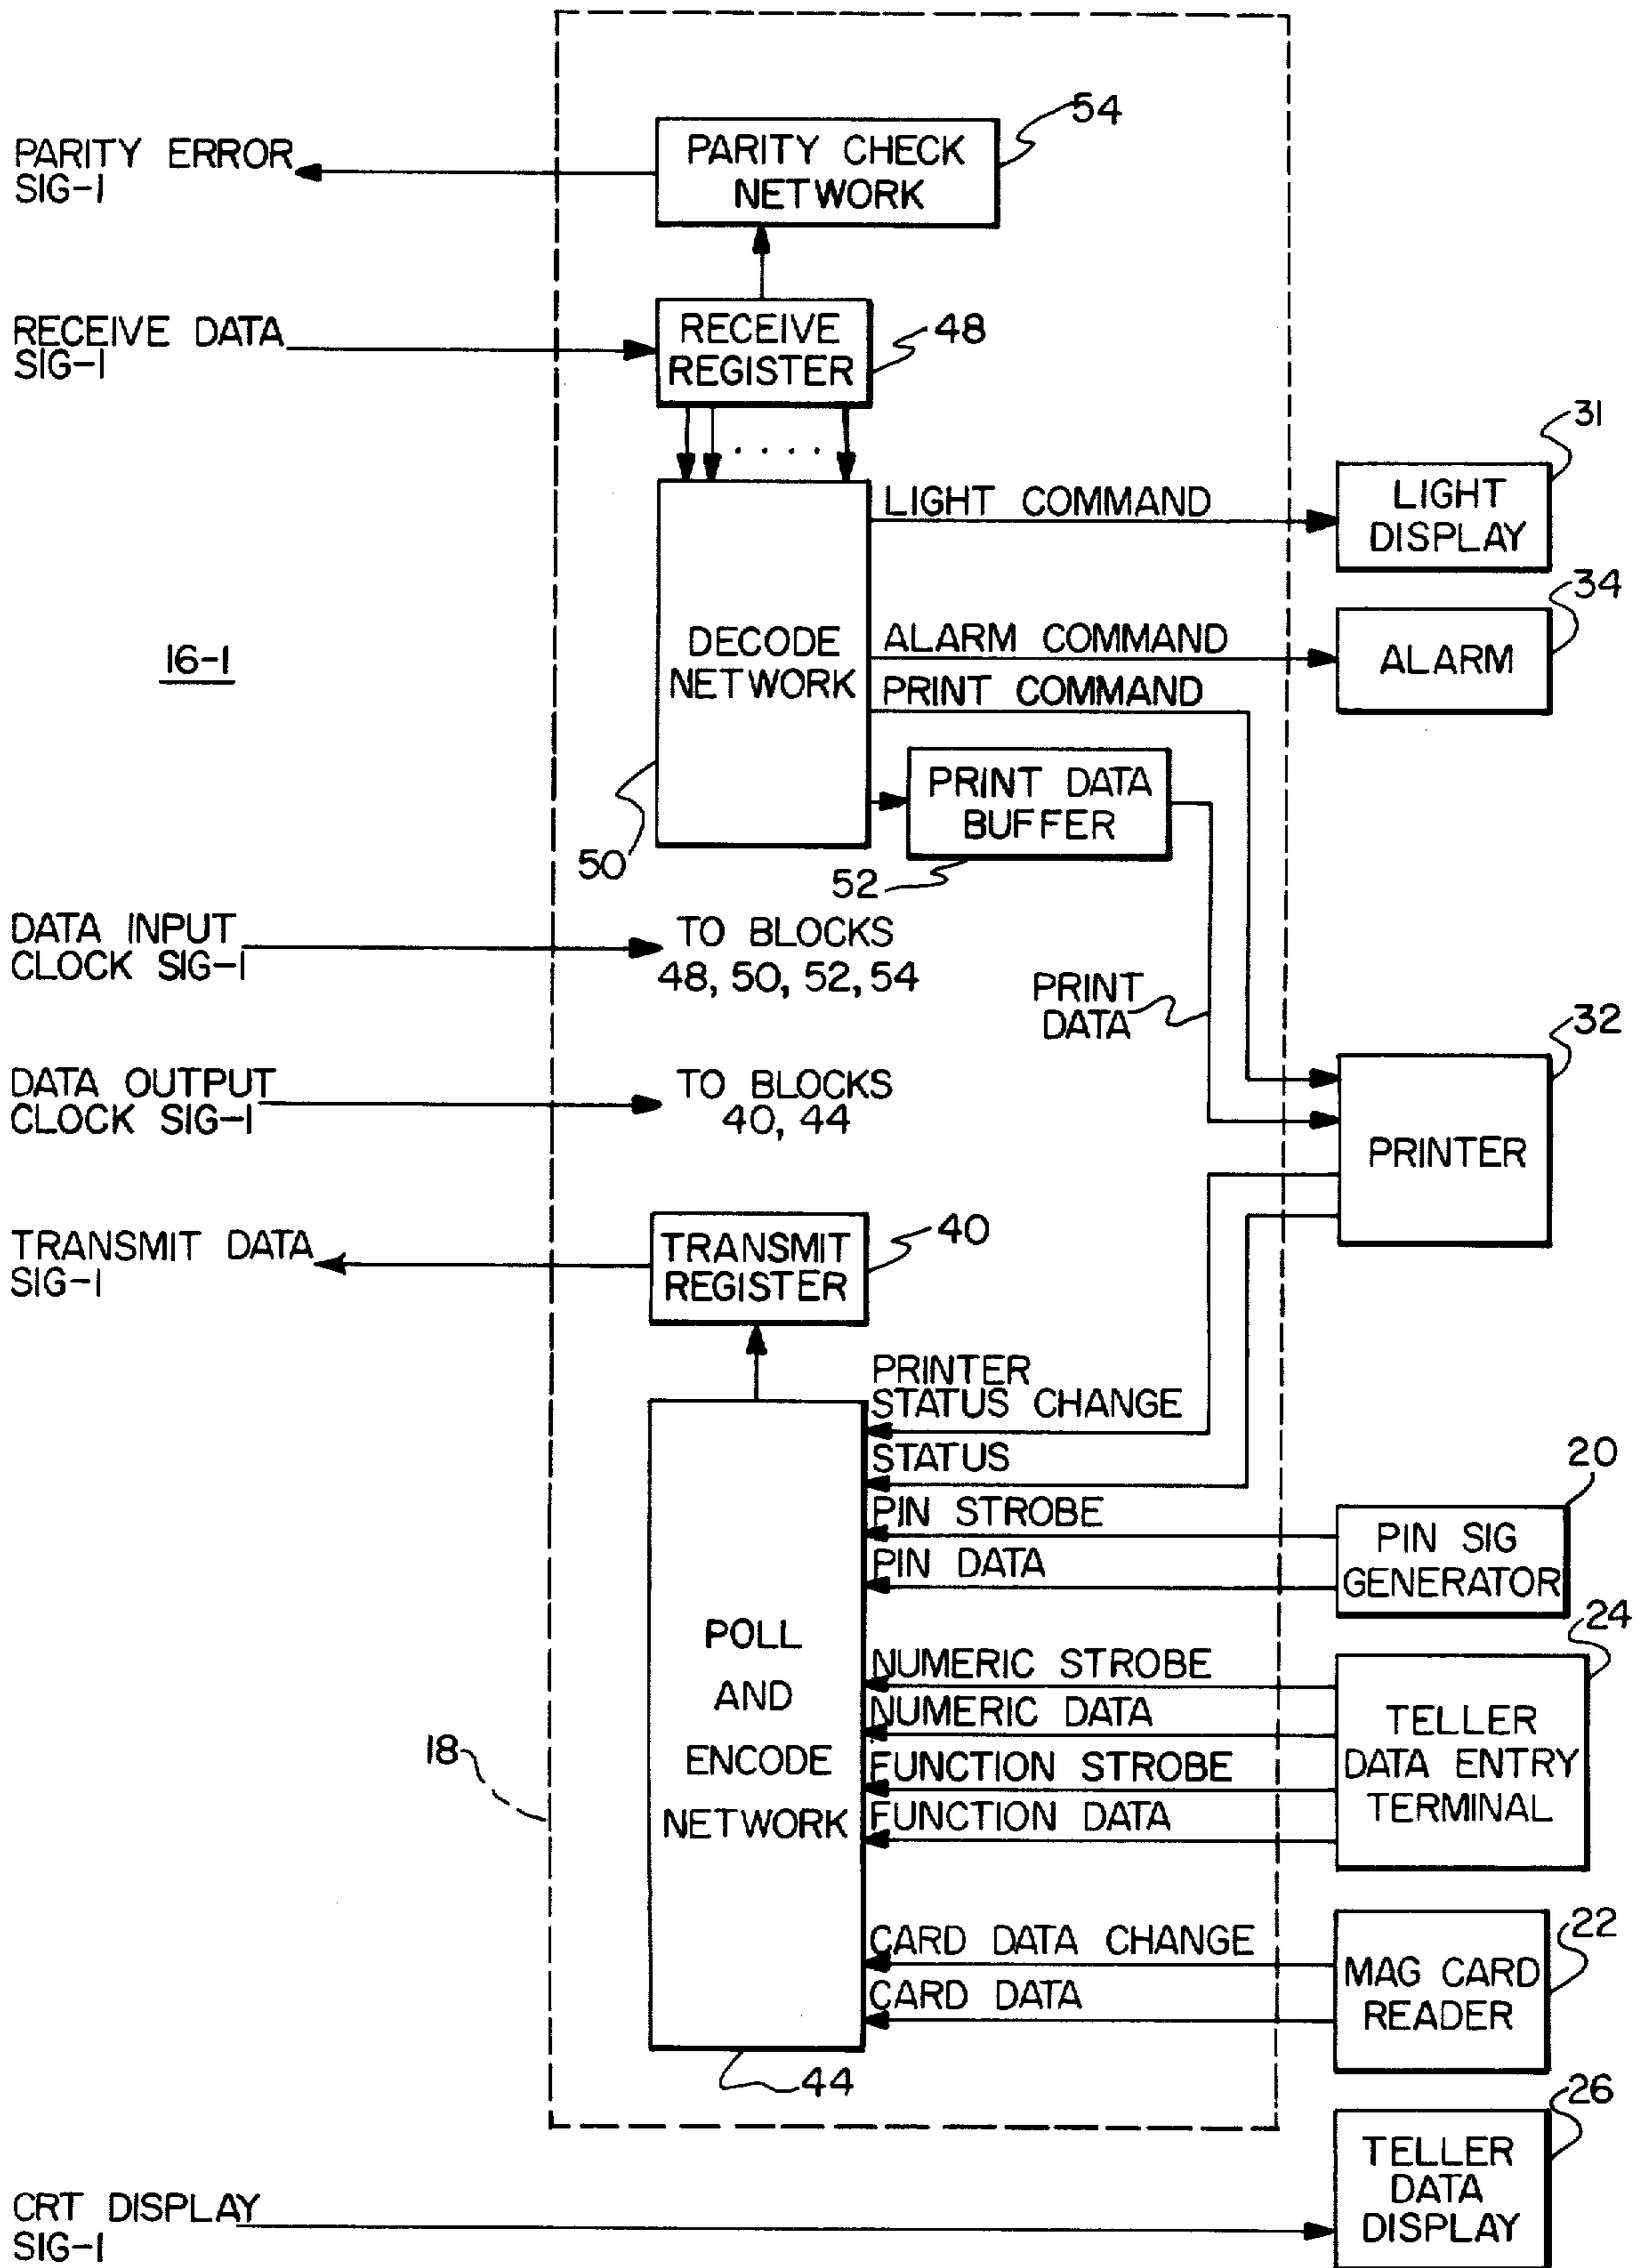 54
PARITY ERROR
SIG-1
PARITY CHECK
NETWORK
RECEIVE DATA
SIG-1
RECEIVE
REGISTER
48
31
LIGHT COMMAND
LIGHT
DISPLAY
34
16-1
DECODE
NETWORK
ALARM COMMAND
ALARM
PRINT COMMAND
PRINT DATA
BUFFER
50
52
DATA INPUT
CLOCK SIG-1
TO BLOCKS
48, 50, 52, 54
PRINT
DATA
32
DATA OUTPUT
CLOCK SIG-1
TO BLOCKS
40, 44
PRINTER
TRANSMIT DATA
SIG-1
TRANSMIT
REGISTER
40
PRINTER
STATUS CHANGE
STATUS
20
PIN STROBE
PIN DATA
PIN SIG
GENERATOR
24
POLL
AND
ENCODE
NETWORK
NUMERIC STROBE
NUMERIC DATA
FUNCTION STROBE
FUNCTION DATA
TELLER
DATA ENTRY
TERMINAL
18
CARD DATA CHANGE
CARD DATA
MAG CARD
READER
22
44
26
TELLER
DATA
DISPLAY
CRT DISPLAY
SIG-1